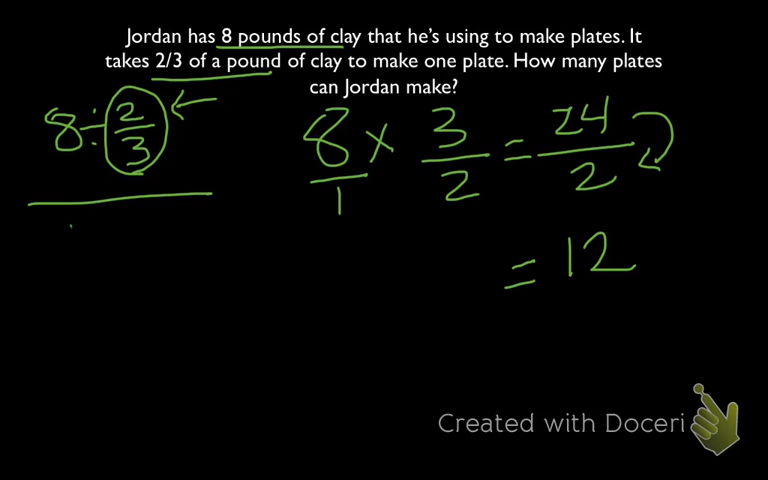 Jordan has 8 pounds of clay that he's using to make plates. It
takes 2/3 of a pound of clay to make one plate. How many plates
can Jordan make?
8 ÷ 2/3
8/1 × 3/2 = 24/2
= 12
Created with Doceri